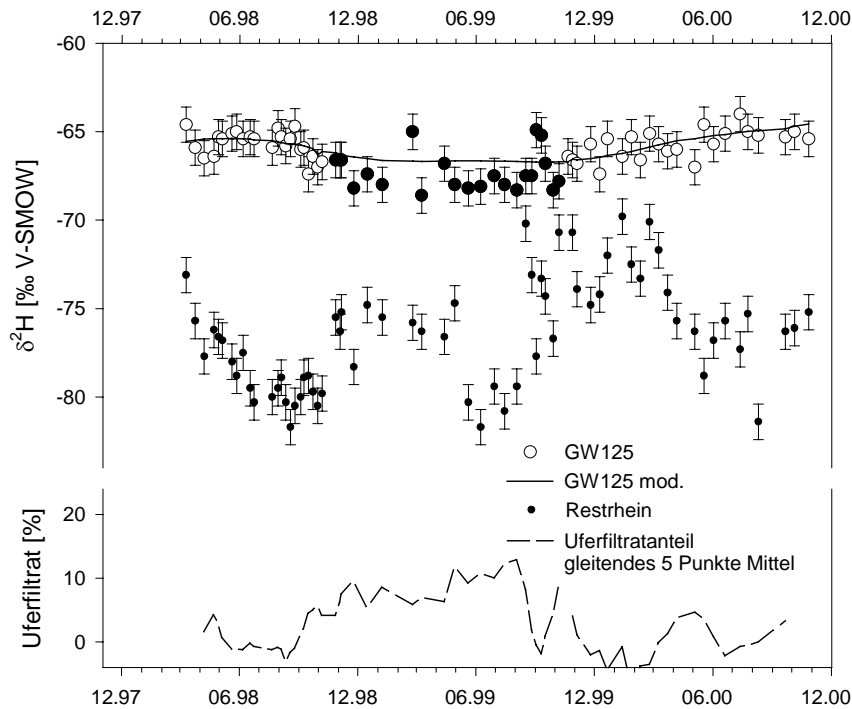 12.97 06.98 12.98 06.99 12.99 06.00 12.00
-60
-65
-70
-75
-80
δ²H [‰ V-SMOW]
GW125
GW125 mod.
Restrhein
Uferfiltratanteil
gleitendes 5 Punkte Mittel
20
10
0
Uferfiltrat [%]
12.97 06.98 12.98 06.99 12.99 06.00 12.00